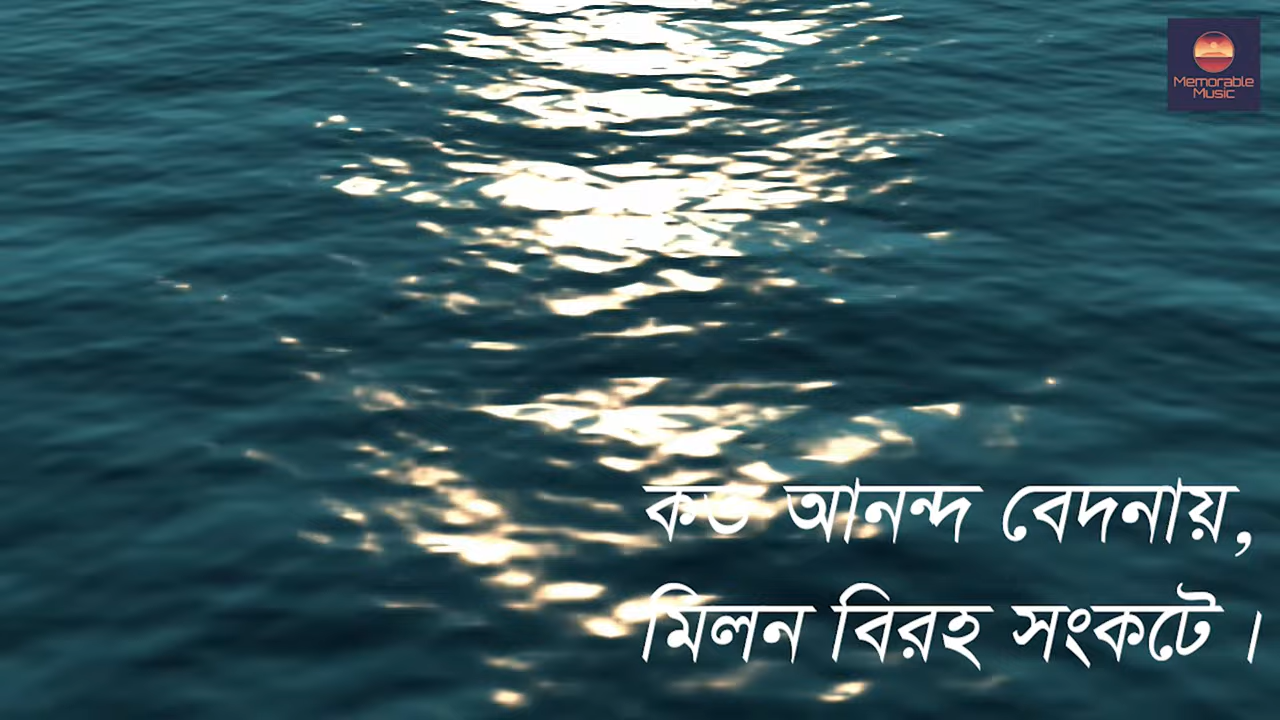 Memorable
Music
কত আনন্দ বেদনায়,
মিলন বিরহ সংকটে ।